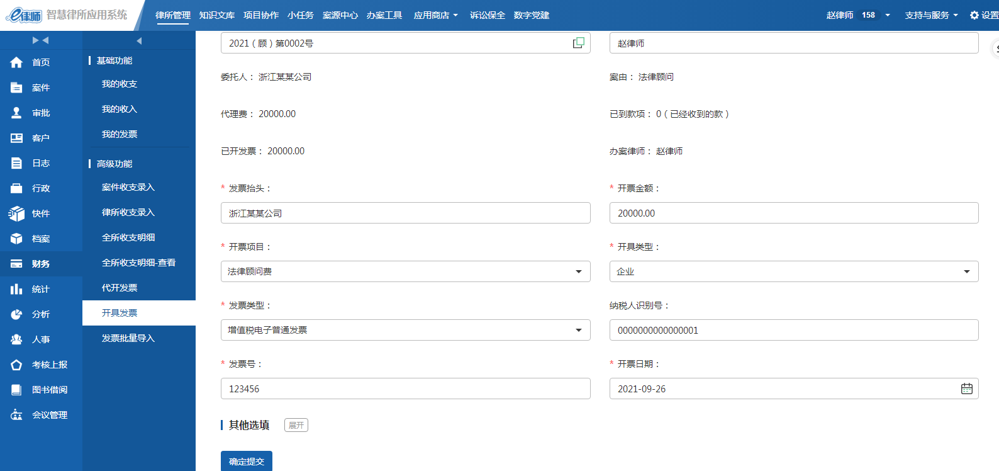 e律师 智慧律所应用系统
律所管理 知识文库 项目协作 小任务 案源中心 办案工具 应用商店 诉讼保全 数字党建
赵律师 158 支持与服务 设置
首页
案件
审批
客户
日志
行政
快件
档案
财务
统计
分析
人事
考核上报
图书借阅
会议管理
基础功能
我的收支
我的收入
我的发票
高级功能
案件收支录入
律所收支录入
全所收支明细
全所收支明细-查看
代开发票
开具发票
发票批量导入
2021（顾）第0002号
赵律师
委托人： 浙江某某公司
案由： 法律顾问
代理费： 20000.00
已到款项： 0（已经收到的款）
已开发票： 20000.00
办案律师： 赵律师
* 发票抬头：
* 开票金额：
浙江某某公司
20000.00
* 开票项目：
* 开具类型：
法律顾问费
企业
* 发票类型：
纳税人识别号：
增值税电子普通发票
0000000000000001
* 发票号：
* 开票日期：
123456
2021-09-26
其他选填 展开
确定提交